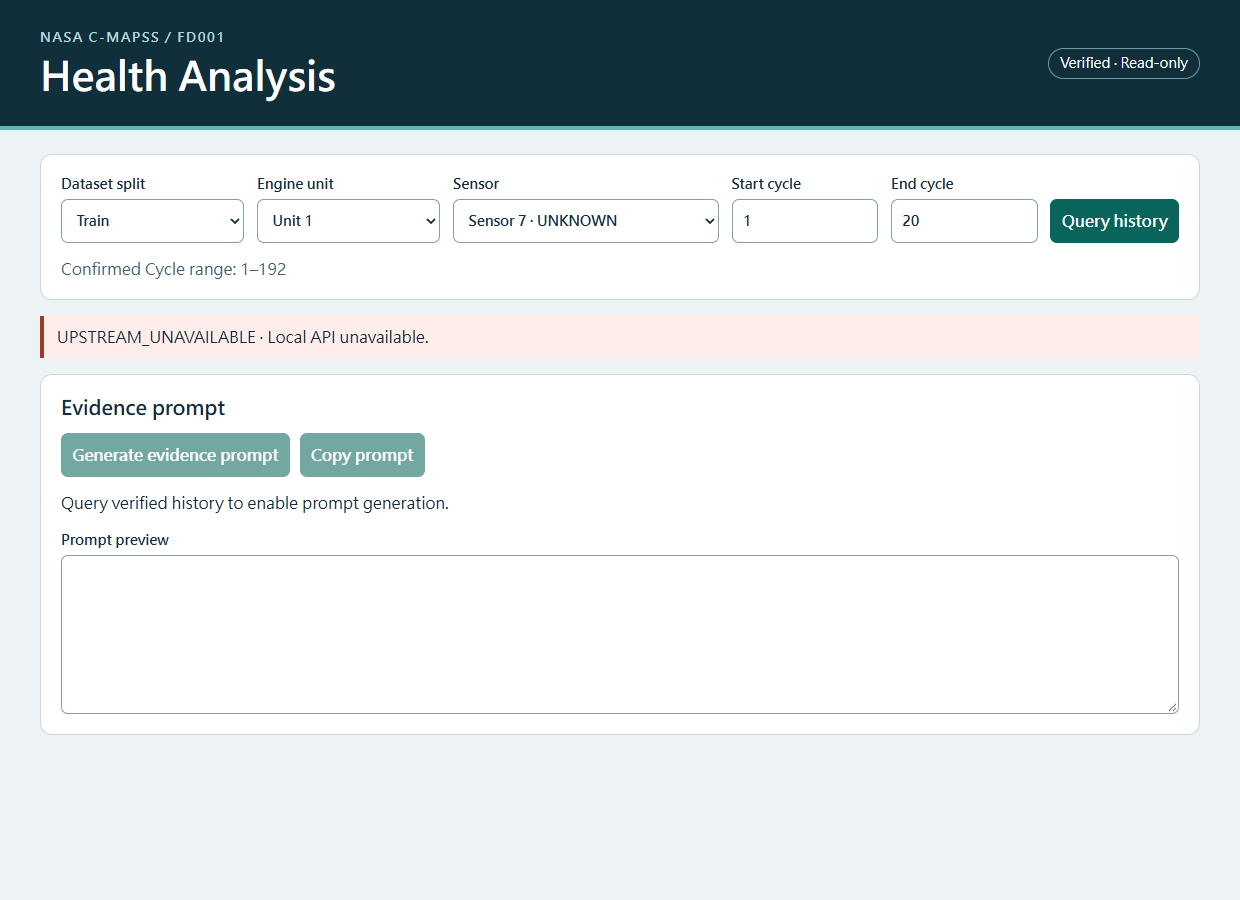 NASA C-MAPSS / FD001
Health Analysis
Verified · Read-only
Dataset split
Engine unit
Sensor
Start cycle
End cycle
Train
Unit 1
Sensor 7 · UNKNOWN
1
20
Query history
Confirmed Cycle range: 1–192
UPSTREAM_UNAVAILABLE · Local API unavailable.
Evidence prompt
Generate evidence prompt
Copy prompt
Query verified history to enable prompt generation.
Prompt preview